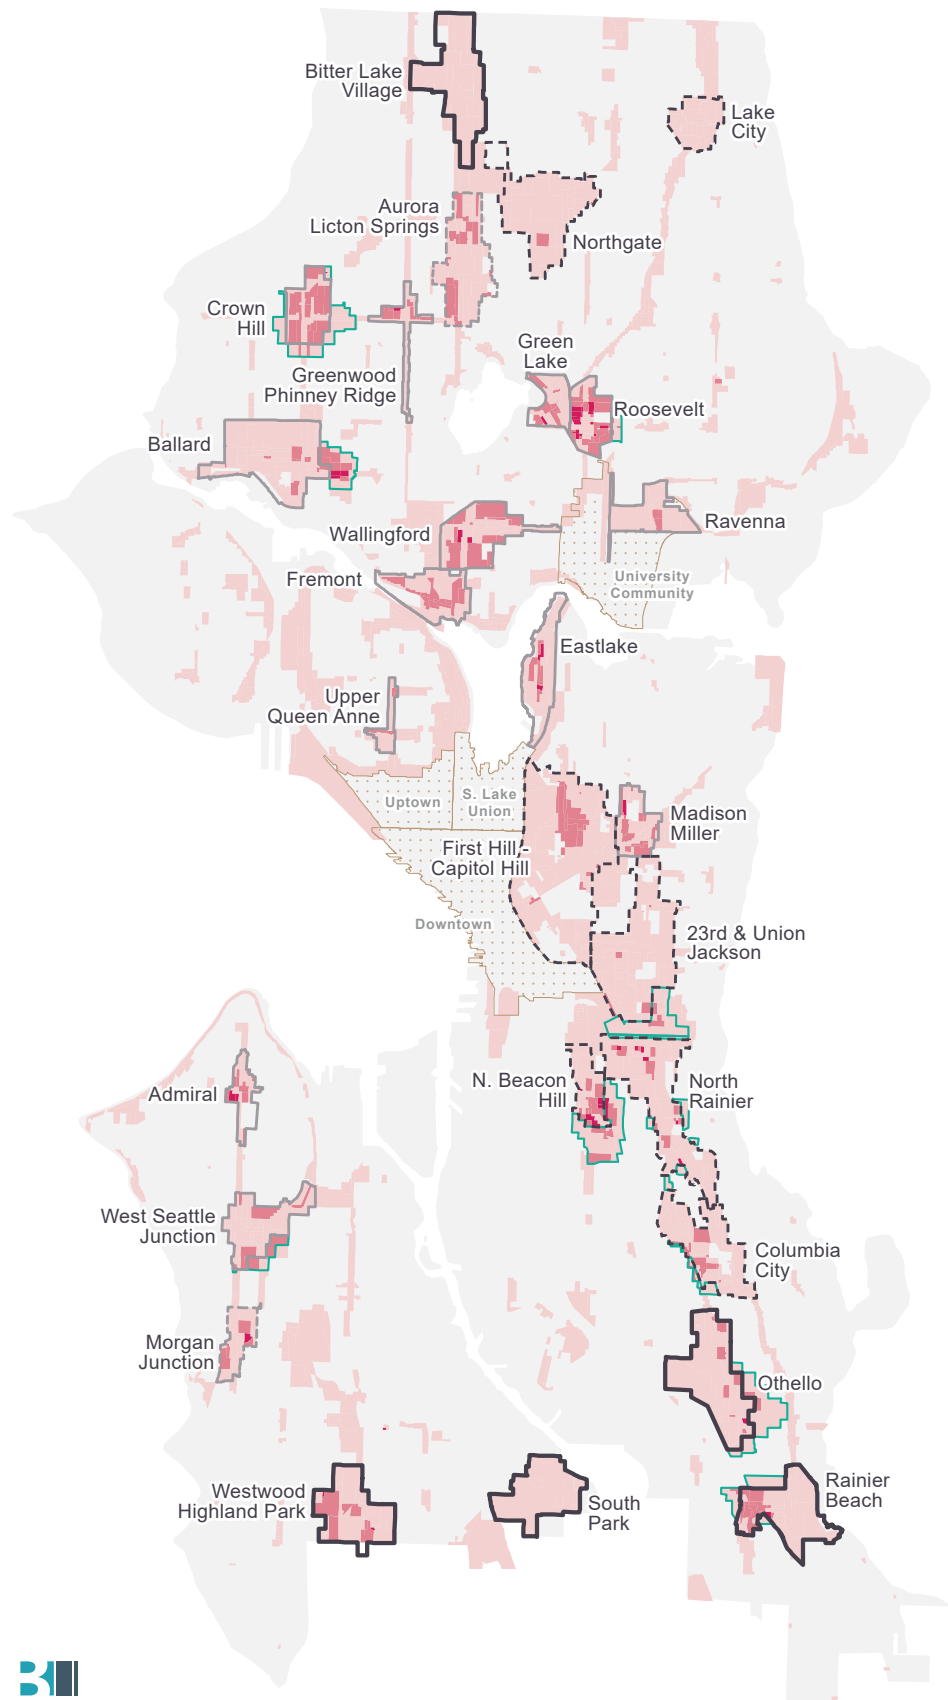 Bitter Lake
Village
Lake
City
Aurora
Licton Springs
Northgate
Crown
Hill
Green
Lake
Greenwood
Phinney Ridge
Roosevelt
Ballard
Ravenna
Wallingford
Fremont
University
Community
Eastlake
Upper
Queen Anne
Uptown
S. Lake
Union
Madison
Miller
First Hill -
Capitol Hill
Downtown
23rd & Union
Jackson
N. Beacon
Hill
North
Rainier
Admiral
West Seattle
Junction
Columbia
City
Morgan
Junction
Othello
Westwood
Highland Park
South
Park
Rainier
Beach